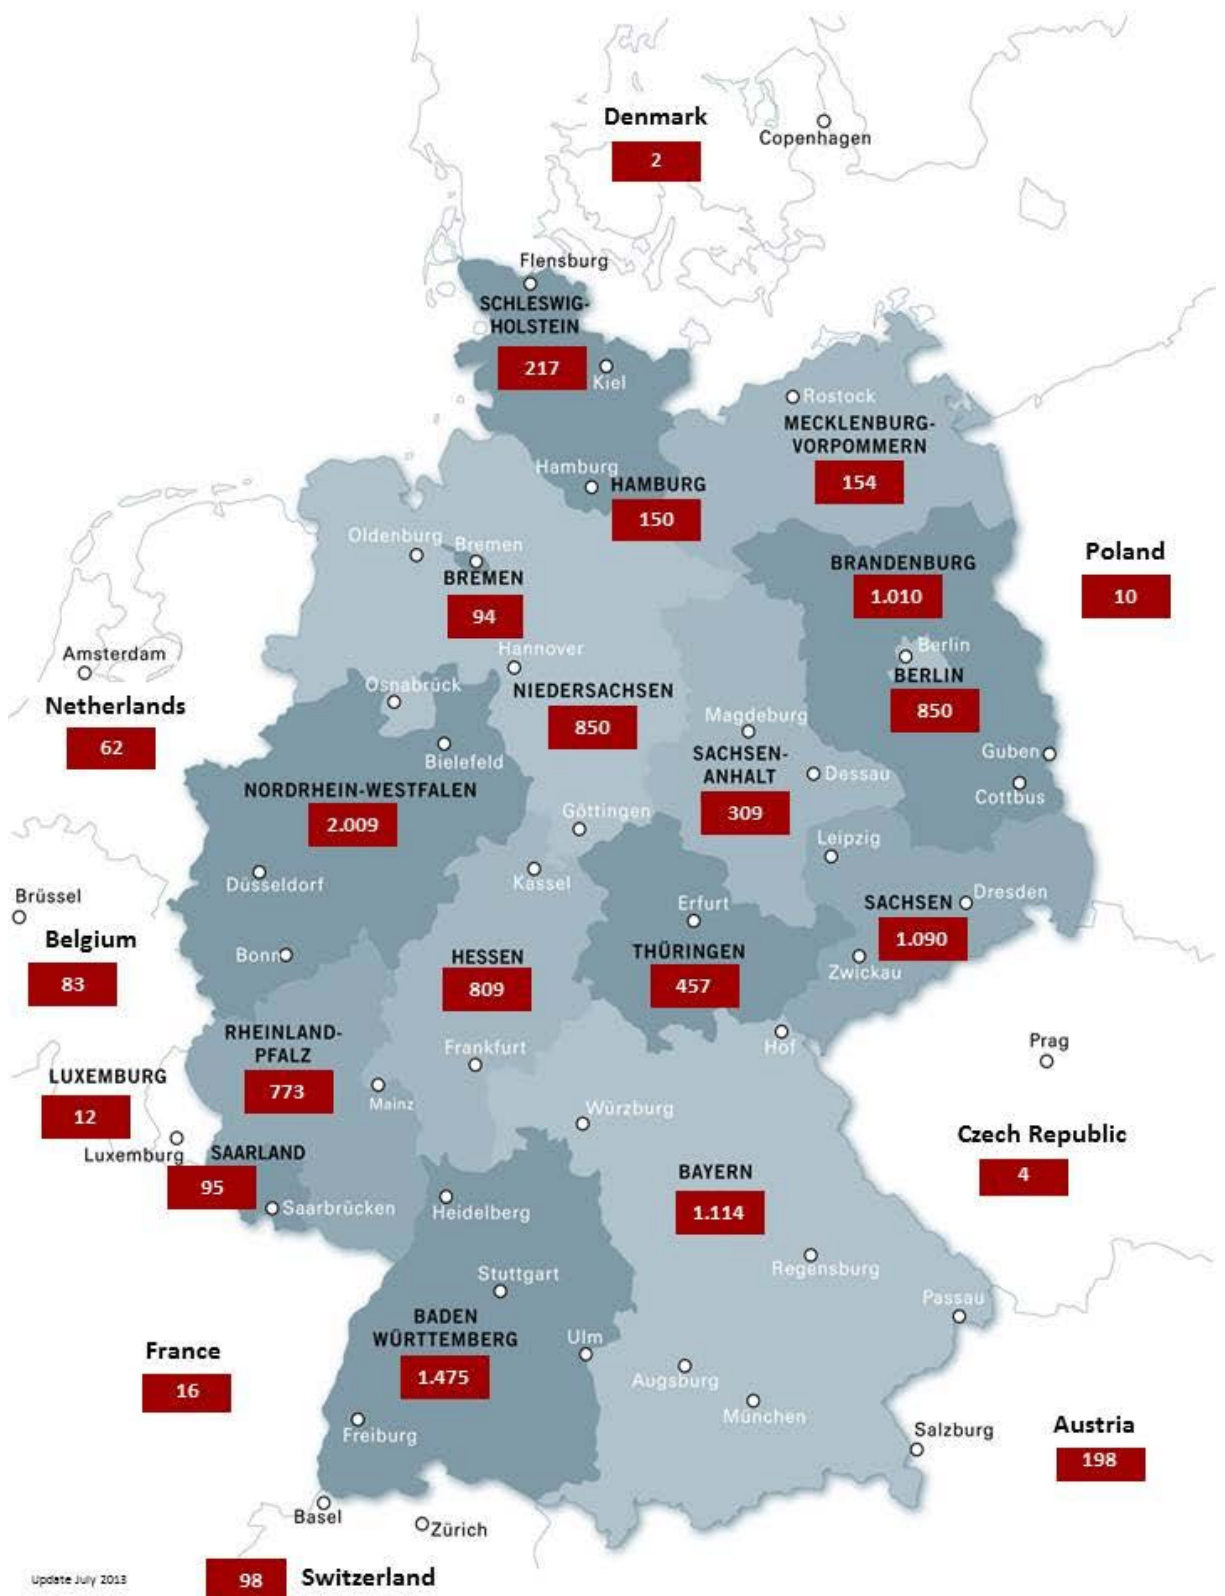 Denmark
2
Copenhagen
Flensburg
SCHLESWIG-
HOLSTEIN
217
Kiel
Rostock
MECKLENBURG-
VORPOMMERN
154
Hamburg
HAMBURG
150
Oldenburg
Bremen
BREMEN
94
BRANDENBURG
1.010
Poland
10
Berlin
BERLIN
850
Amsterdam
Netherlands
62
Hannover
NIEDERSACHSEN
850
Osnabrück
Bielefeld
Magdeburg
SACHSEN-
ANHALT
309
Dessau
Guben
Cottbus
NORDRHEIN-WESTFALEN
2.009
Göttingen
Kassel
Leipzig
Düsseldorf
Brüssel
Belgium
83
Bonn
HESSEN
809
Erfurt
THÜRINGEN
457
SACHSEN
1.090
Dresden
Zwickau
RHEINLAND-
PFALZ
773
Mainz
Frankfurt
Hof
Prag
LUXEMBURG
12
Luxemburg
SAARLAND
95
Saarbrücken
Würzburg
Czech Republic
4
Heidelberg
BAYERN
1.114
Regensburg
Passau
Stuttgart
BADEN
WÜRTTEMBERG
1.475
Ulm
France
16
Augsburg
München
Freiburg
Salzburg
Austria
198
Basel
Zürich
98
Switzerland
Update July 2013